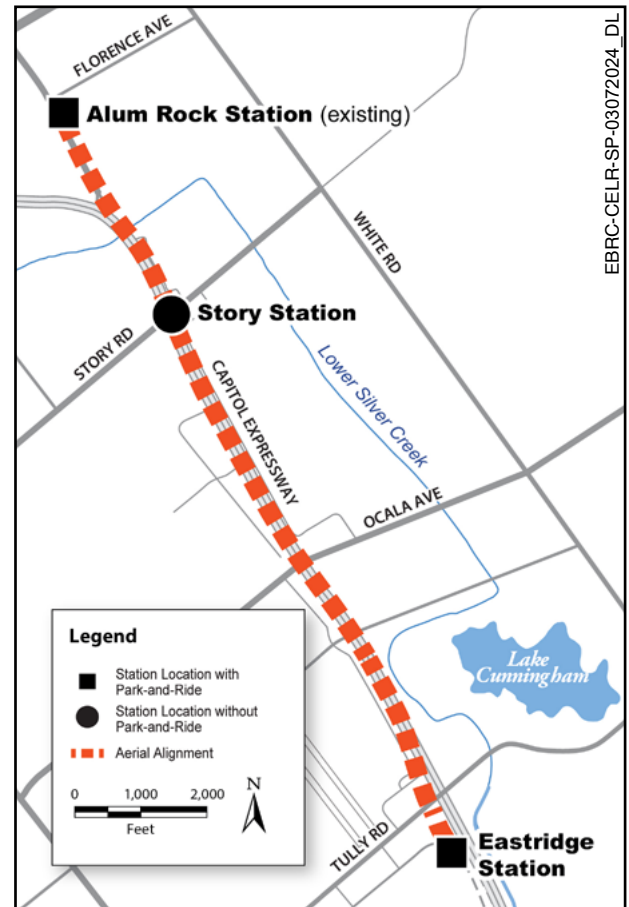 EBRC-CELR-SP-03072024_DL
FLORENCE AVE
Alum Rock Station (existing)
WHITE RD
Story Station
STORY RD
CAPITOL EXPRESSWAY
Lower Silver Creek
OCALA AVE
Lake
Cunningham
Legend
Station Location with
Park-and-Ride
Station Location without
Park-and-Ride
Aerial Alignment
N
0 1,000 2,000
Feet
TULLY RD
Eastridge
Station